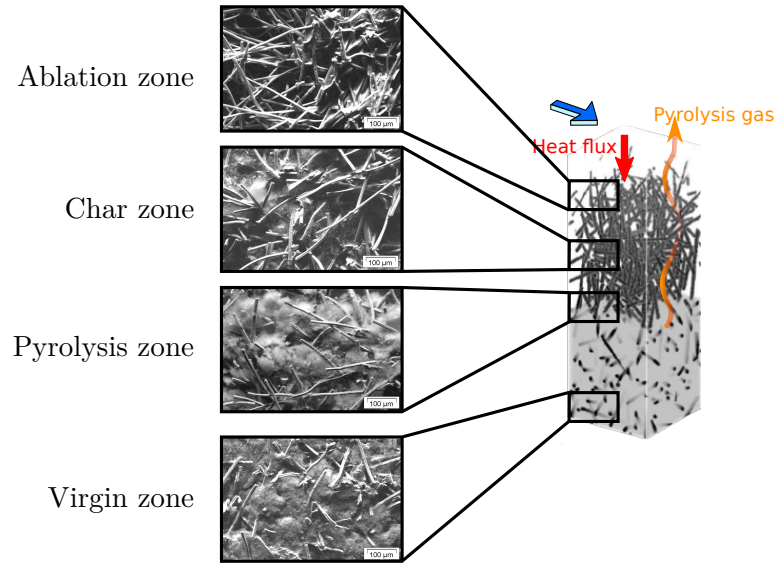 Ablation zone
100 µm
Pyrolysis gas
Heat flux
Char zone
100 µm
Pyrolysis zone
100 µm
Virgin zone
100 µm